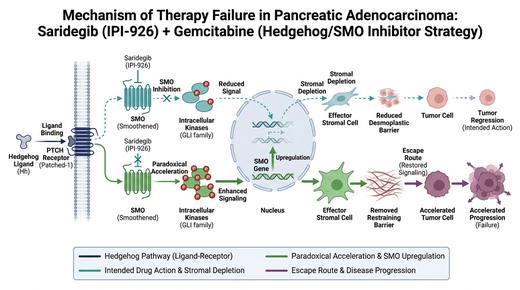 Mechanism of Therapy Failure in Pancreatic Adenocarcinoma:
Saridegib (IPI-926) + Gemcitabine (Hedgehog/SMO Inhibitor Strategy)
Saridegib
(IPI-926)
SMO
Inhibition
Reduced
Signal
Stromal
Depletion
Stromal
Depletion
SMO
(Smoothened)
Intracellular
Kinases
(GLI family)
Effector
Stromal Cell
Reduced
Desmoplastic
Barrier
Tumor Cell
Tumor
Regression
(Intended Action)
Ligand
Binding
Hedgehog
Ligand
(Hh)
PTCH
Receptor
(Patched-1)
Saridegib
(IPI-926)
Paradoxical
Acceleration
SMO
Gene
Upregulation
Escape
Route
(Restored
Signaling)
SMO
(Smoothened)
Intracellular
Kinases
(GLI family)
Enhanced
Signaling
Nucleus
Effector
Stromal Cell
Removed
Restraining
Barrier
Accelerated
Tumor Cell
Accelerated
Progression
(Failure)
Hedgehog Pathway (Ligand-Receptor)
Paradoxical Acceleration & SMO Upregulation
Intended Drug Action & Stromal Depletion
Escape Route & Disease Progression